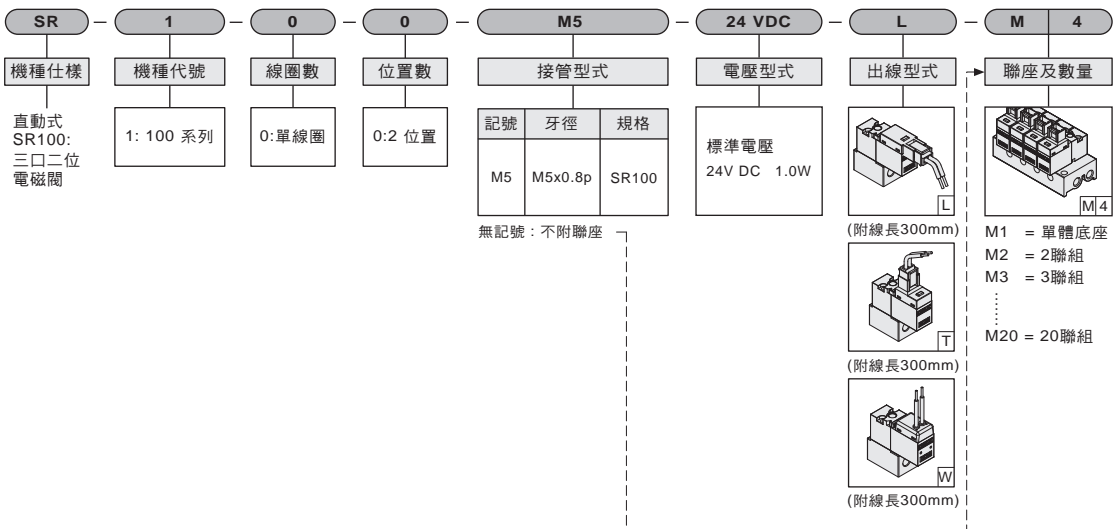 SR – 1 – 0 – 0 – M5 – 24 VDC – L – M 4
機種仕樣
機種代號
線圈數
位置數
接管型式
電壓型式
出線型式
聯座及數量
直動式
SR100:
三口二位
電磁閥
1: 100 系列
0:單線圈
0:2 位置
記號 牙徑 規格
M5 M5x0.8p SR100
無記號：不附聯座
標準電壓
24V DC 1.0W
L
(附線長300mm)
T
(附線長300mm)
W
(附線長300mm)
M 4
M1 = 單體底座
M2 = 2聯組
M3 = 3聯組
M20 = 20聯組